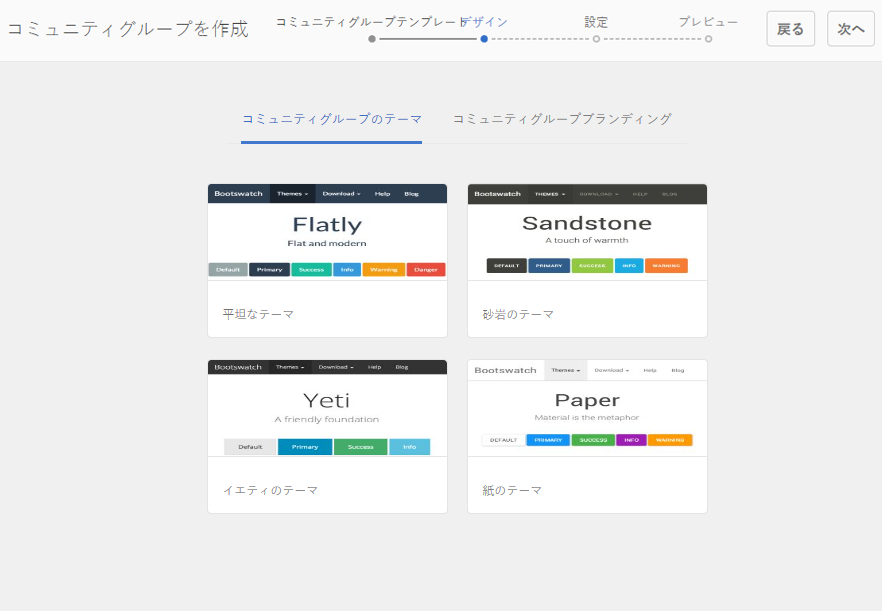 コミュニティグループを作成
コミュニティグループテンプレート
デザイン
設定
プレビュー
戻る
次へ
コミュニティグループのテーマ
コミュニティグループブランディング
Bootswatch Themes Download Help Blog
Flatly
Flat and modern
Default Primary Success Info Warning Danger
平坦なテーマ
Bootswatch THEMES DOWNLOAD HELP BLOG
Sandstone
A touch of warmth
DEFAULT PRIMARY SUCCESS INFO WARNING
砂岩のテーマ
Bootswatch Themes Download Help Blog
Yeti
A friendly foundation
Default Primary Success Info
イエティのテーマ
Bootswatch Themes Download Help Blog
Paper
Material is the metaphor
DEFAULT PRIMARY SUCCESS INFO WARNING
紙のテーマ